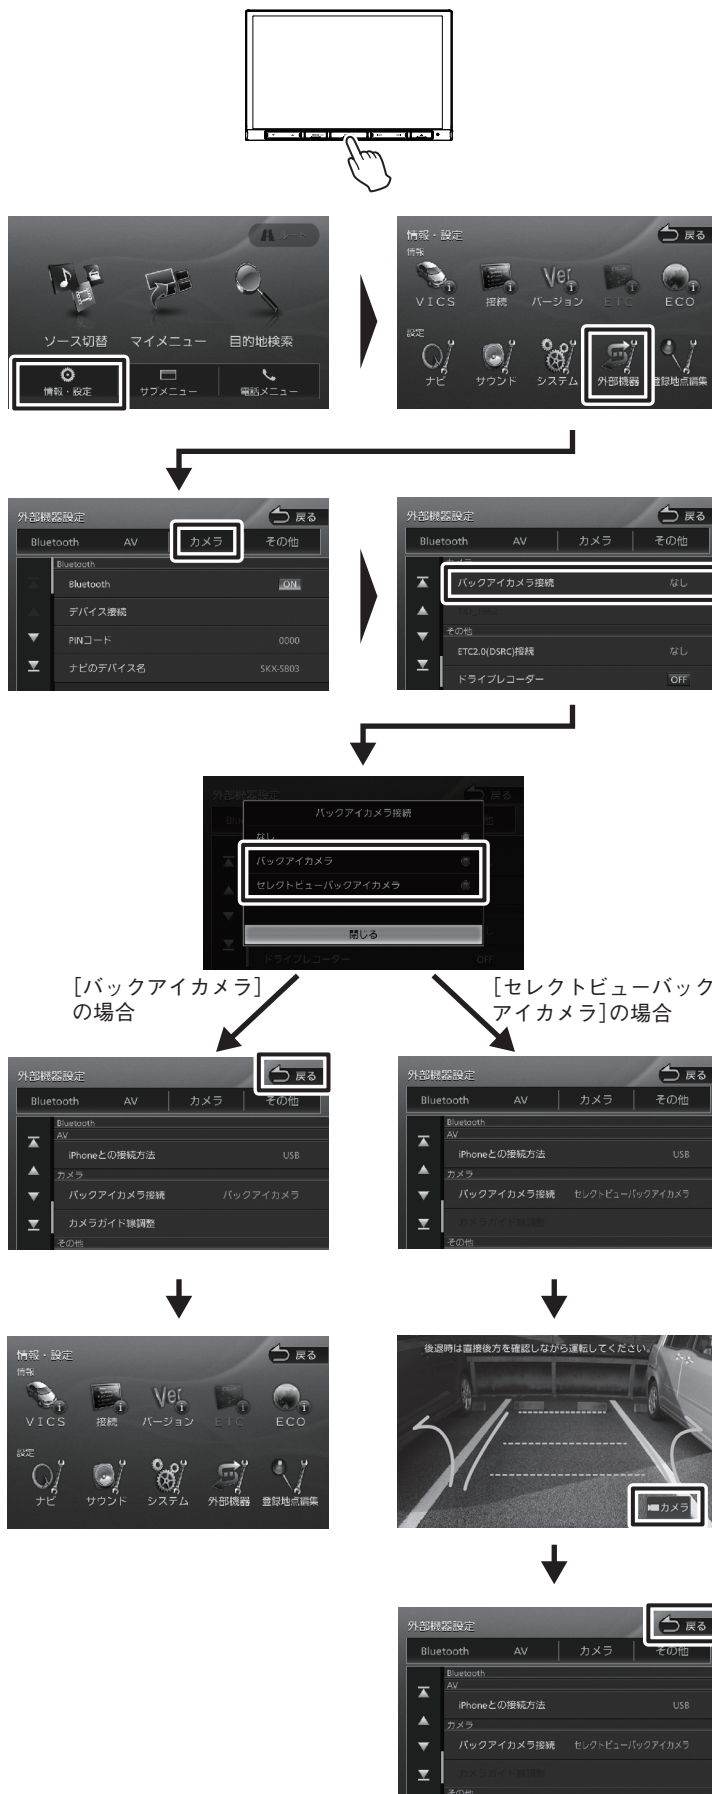 ルート
ソース切替 マイメニュー 目的地検索
情報・設定 サブメニュー 電話メニュー
情報・設定 戻る
情報
VICS 接続 バージョン ETC ECO
設定
ナビ サウンド システム 外部機器 登録地点編集
外部機器設定 戻る
Bluetooth AV カメラ その他
Bluetooth
Bluetooth ON
デバイス接続
PINコード 0000
ナビのデバイス名 SKX-S803
外部機器設定 戻る
Bluetooth AV カメラ その他
カメラ
バックアイカメラ接続 なし
その他
ETC2.0(DSRC)接続 なし
ドライブレコーダー OFF
外部機器設定 戻る
バックアイカメラ接続
なし
バックアイカメラ
セレクトビューバックアイカメラ
閉じる
ドライブレコーダー OFF
[バックアイカメラ]
の場合
[セレクトビューバック
アイカメラ]の場合
外部機器設定 戻る
Bluetooth AV カメラ その他
Bluetooth
AV
iPhoneとの接続方法 USB
カメラ
バックアイカメラ接続 バックアイカメラ
カメラガイド線調整
その他
外部機器設定 戻る
Bluetooth AV カメラ その他
Bluetooth
AV
iPhoneとの接続方法 USB
カメラ
バックアイカメラ接続 セレクトビューバックアイカメラ
カメラガイド線調整
その他
情報・設定 戻る
情報
VICS 接続 バージョン ETC ECO
設定
ナビ サウンド システム 外部機器 登録地点編集
後退時は直接後方を確認しながら運転してください。
カメラ
外部機器設定 戻る
Bluetooth AV カメラ その他
Bluetooth
AV
iPhoneとの接続方法 USB
カメラ
バックアイカメラ接続 セレクトビューバックアイカメラ
カメラガイド線調整
その他